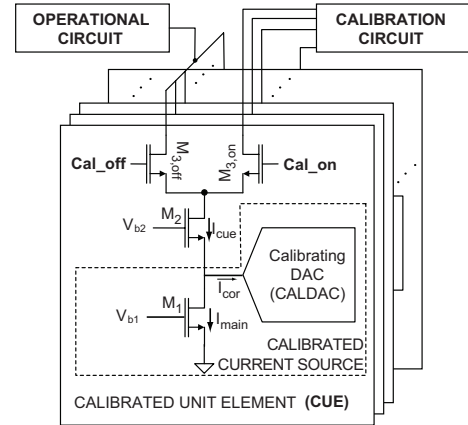 OPERATIONAL
CIRCUIT
CALIBRATION
CIRCUIT
Cal_off
M3,off
M3,on
Cal_on
Vb2
M2
Icue
Calibrating
DAC
(CALDAC)
Icor
Vb1
M1
Imain
CALIBRATED
CURRENT SOURCE
CALIBRATED UNIT ELEMENT (CUE)